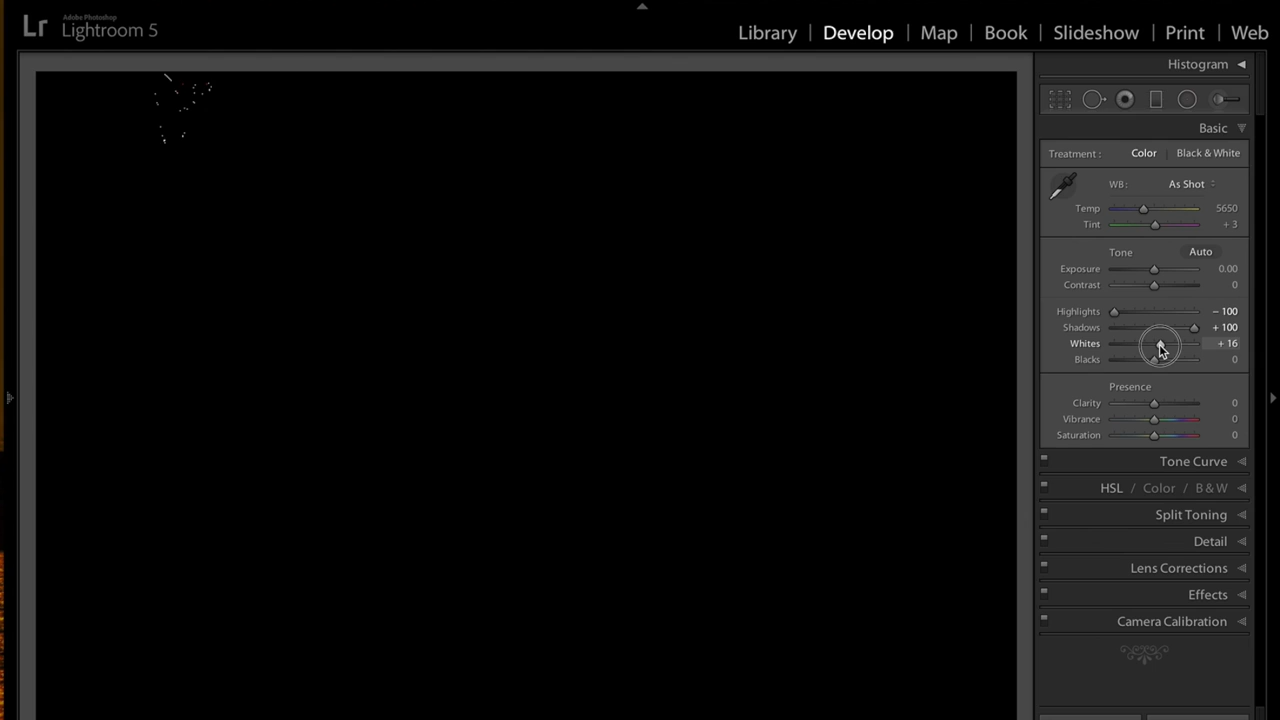 Lr Adobe Photoshop
Lightroom 5
Library | Develop | Map | Book | Slideshow | Print | Web
Histogram
Basic
Treatment : Color | Black & White
WB: As Shot
Temp 5650
Tint + 3
Tone Auto
Exposure 0.00
Contrast 0
Highlights − 100
Shadows + 100
Whites + 16
Blacks 0
Presence
Clarity 0
Vibrance 0
Saturation 0
Tone Curve
HSL / Color / B & W
Split Toning
Detail
Lens Corrections
Effects
Camera Calibration